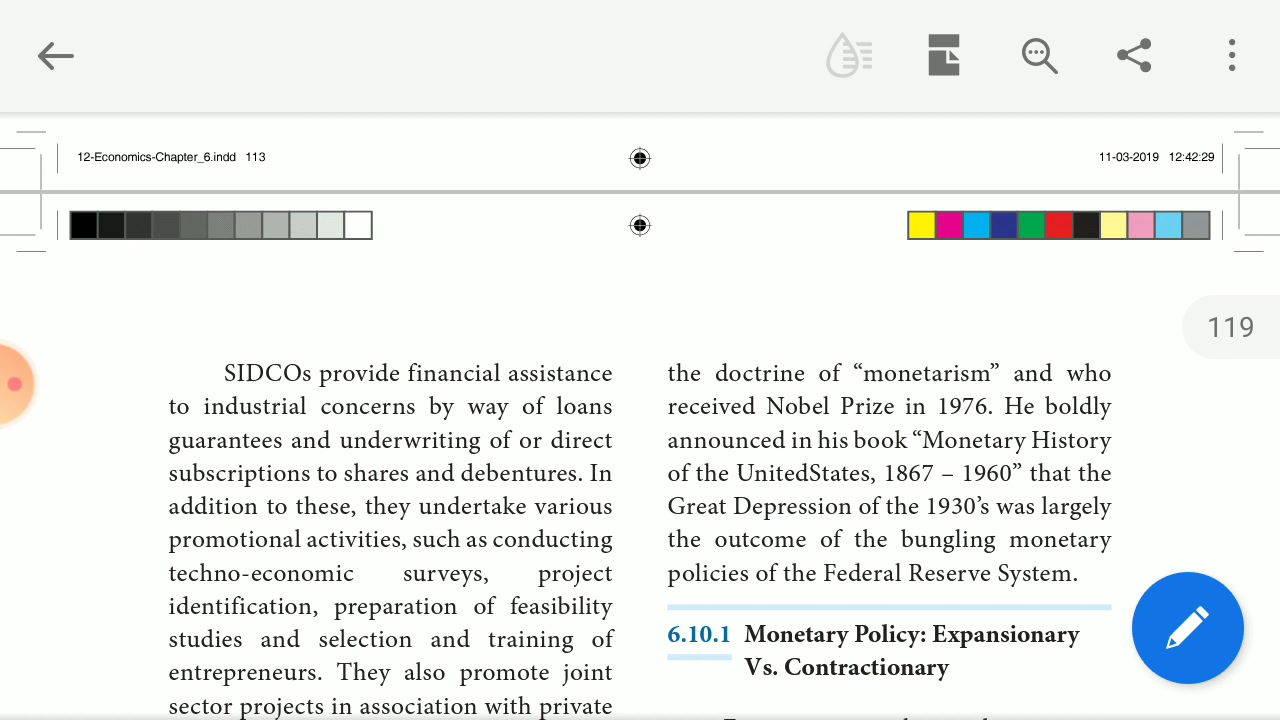 12-Economics-Chapter_6.indd 113
11-03-2019 12:42:29
119
SIDCOs provide financial assistance
to industrial concerns by way of loans
guarantees and underwriting of or direct
subscriptions to shares and debentures. In
addition to these, they undertake various
promotional activities, such as conducting
techno-economic surveys, project
identification, preparation of feasibility
studies and selection and training of
entrepreneurs. They also promote joint
sector projects in association with private
the doctrine of “monetarism” and who
received Nobel Prize in 1976. He boldly
announced in his book “Monetary History
of the UnitedStates, 1867 – 1960” that the
Great Depression of the 1930’s was largely
the outcome of the bungling monetary
policies of the Federal Reserve System.
6.10.1 Monetary Policy: Expansionary
Vs. Contractionary